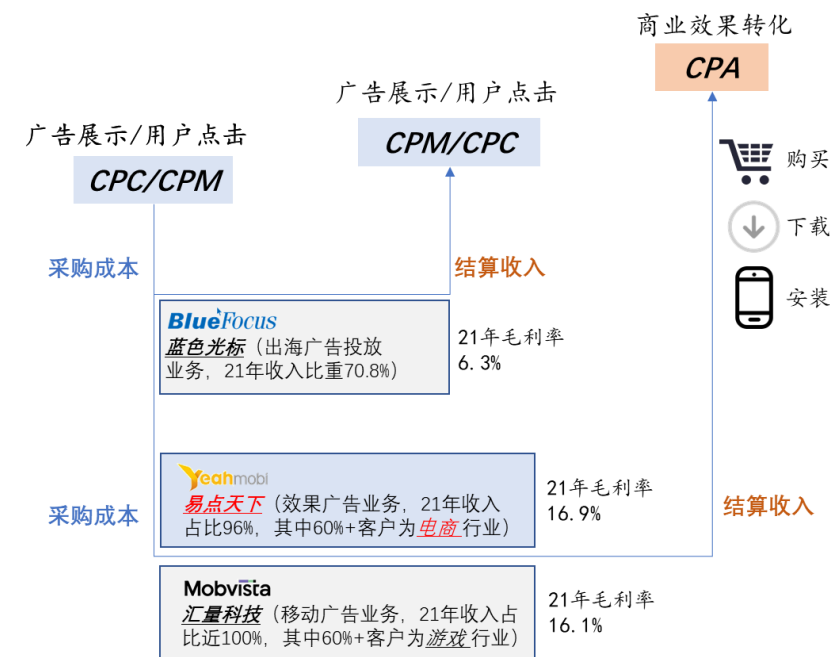 商业效果转化
CPA
广告展示/用户点击
CPM/CPC
广告展示/用户点击
CPC/CPM
购买
下载
安装
采购成本
结算收入
BlueFocus
蓝色光标（出海广告投放
业务，21年收入比重70.8%）
21年毛利率
6.3%
Yeahmobi
易点天下（效果广告业务，21年收入
占比96%，其中60%+客户为电商行业）
21年毛利率
16.9%
采购成本
结算收入
Mobvista
汇量科技（移动广告业务，21年收入占
比近100%，其中60%+客户为游戏行业）
21年毛利率
16.1%